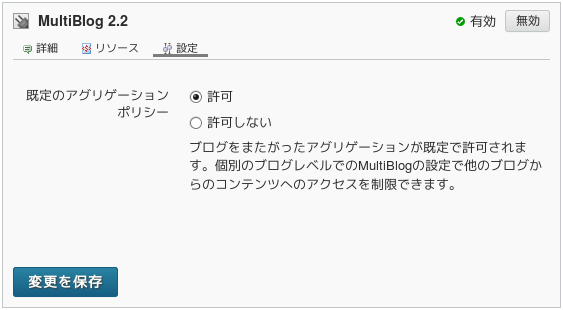 MultiBlog 2.2
有効
無効
詳細
リソース
設定
既定のアグリゲーション
ポリシー
許可
許可しない
ブログをまたがったアグリゲーションが既定で許可されま
す。個別のブログレベルでのMultiBlogの設定で他のブログか
らのコンテンツへのアクセスを制限できます。
変更を保存